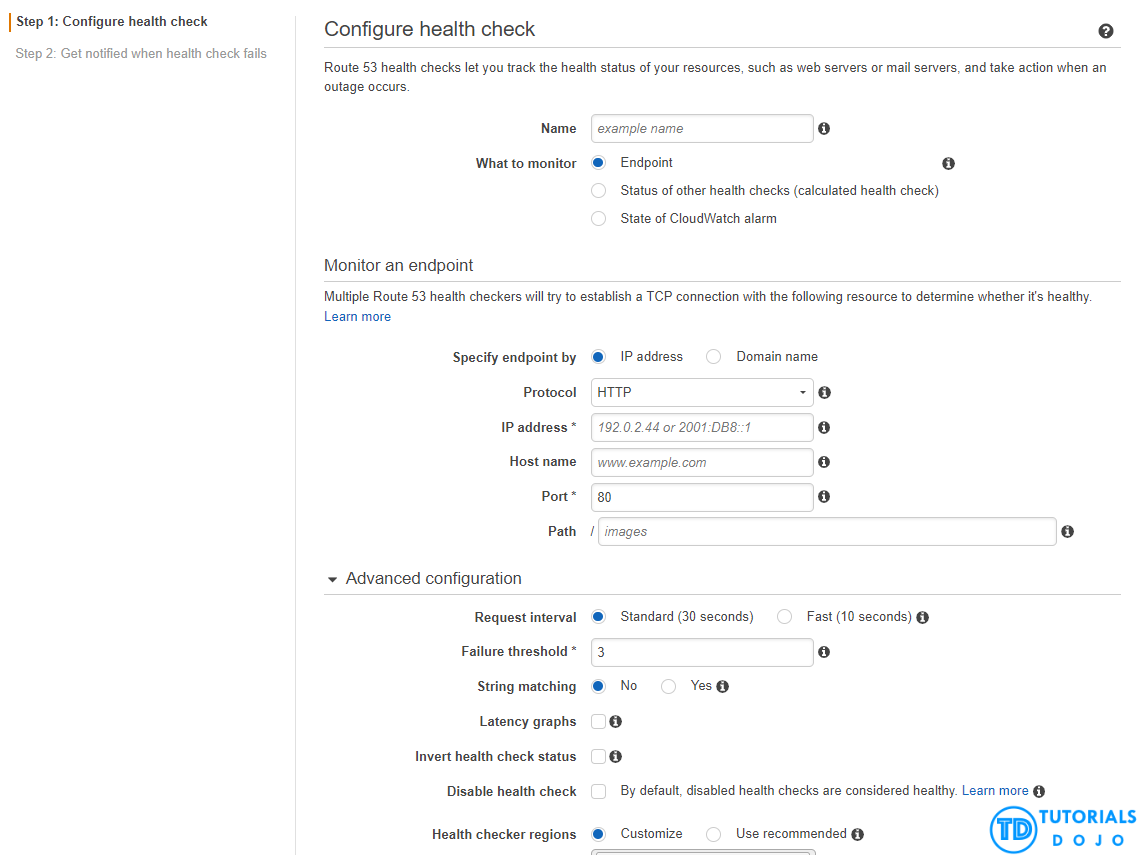 Step 1: Configure health check
Step 2: Get notified when health check fails
Configure health check
Route 53 health checks let you track the health status of your resources, such as web servers or mail servers, and take action when an
outage occurs.
Name example name
What to monitor Endpoint
Status of other health checks (calculated health check)
State of CloudWatch alarm
Monitor an endpoint
Multiple Route 53 health checkers will try to establish a TCP connection with the following resource to determine whether it's healthy.
Learn more
Specify endpoint by IP address Domain name
Protocol HTTP
IP address * 192.0.2.44 or 2001:DB8::1
Host name www.example.com
Port * 80
Path / images
Advanced configuration
Request interval Standard (30 seconds) Fast (10 seconds)
Failure threshold * 3
String matching No Yes
Latency graphs
Invert health check status
Disable health check By default, disabled health checks are considered healthy. Learn more
Health checker regions Customize Use recommended
TD TUTORIALS
DOJO